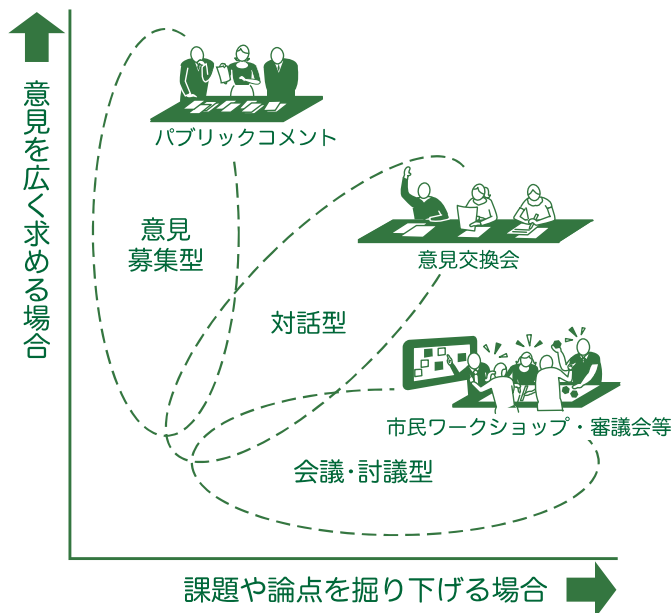 意見を広く求める場合
パブリックコメント
意見
募集型
意見交換会
対話型
市民ワークショップ・審議会等
会議・討議型
課題や論点を掘り下げる場合